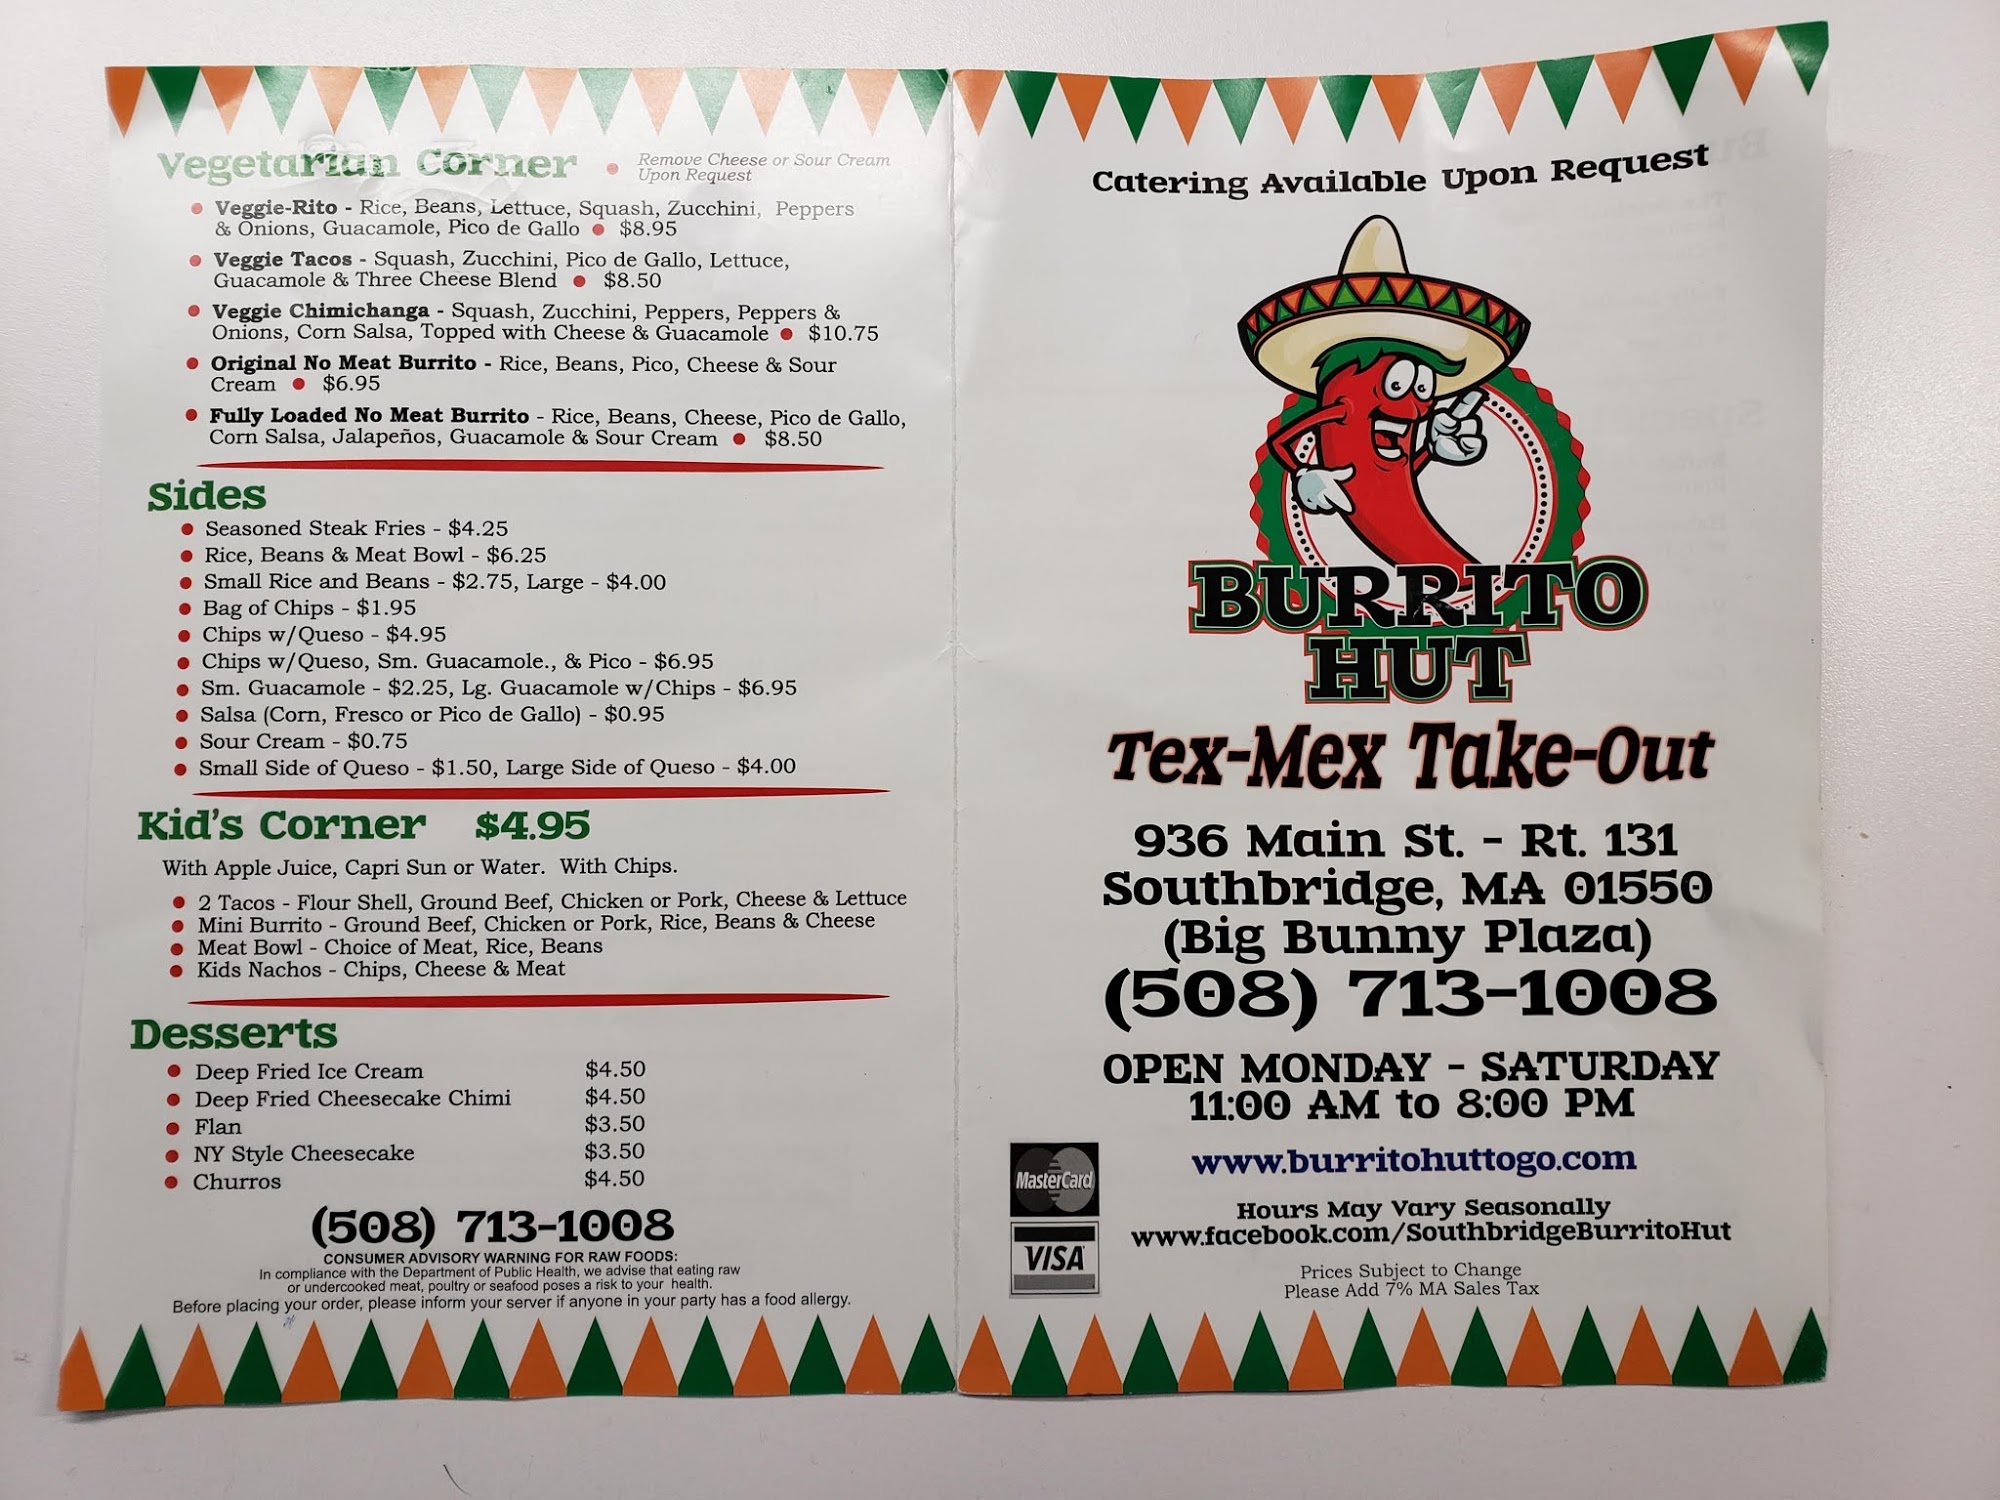 Vegetarian Corner • Remove Cheese or Sour Cream
Upon Request
• Veggie-Rito - Rice, Beans, Lettuce, Squash, Zucchini, Peppers
& Onions, Guacamole, Pico de Gallo • $8.95
• Veggie Tacos - Squash, Zucchini, Pico de Gallo, Lettuce,
Guacamole & Three Cheese Blend • $8.50
• Veggie Chimichanga - Squash, Zucchini, Peppers, Peppers &
Onions, Corn Salsa, Topped with Cheese & Guacamole • $10.75
• Original No Meat Burrito - Rice, Beans, Pico, Cheese & Sour
Cream • $6.95
• Fully Loaded No Meat Burrito - Rice, Beans, Cheese, Pico de Gallo,
Corn Salsa, Jalapeños, Guacamole & Sour Cream • $8.50
Sides
• Seasoned Steak Fries - $4.25
• Rice, Beans & Meat Bowl - $6.25
• Small Rice and Beans - $2.75, Large - $4.00
• Bag of Chips - $1.95
• Chips w/Queso - $4.95
• Chips w/Queso, Sm. Guacamole., & Pico - $6.95
• Sm. Guacamole - $2.25, Lg. Guacamole w/Chips - $6.95
• Salsa (Corn, Fresco or Pico de Gallo) - $0.95
• Sour Cream - $0.75
• Small Side of Queso - $1.50, Large Side of Queso - $4.00
Kid's Corner $4.95
With Apple Juice, Capri Sun or Water. With Chips.
• 2 Tacos - Flour Shell, Ground Beef, Chicken or Pork, Cheese & Lettuce
• Mini Burrito - Ground Beef, Chicken or Pork, Rice, Beans & Cheese
• Meat Bowl - Choice of Meat, Rice, Beans
• Kids Nachos - Chips, Cheese & Meat
Desserts
• Deep Fried Ice Cream $4.50
• Deep Fried Cheesecake Chimi $4.50
• Flan $3.50
• NY Style Cheesecake $3.50
• Churros $4.50
(508) 713-1008
CONSUMER ADVISORY WARNING FOR RAW FOODS:
In compliance with the Department of Public Health, we advise that eating raw
or undercooked meat, poultry or seafood poses a risk to your health.
Before placing your order, please inform your server if anyone in your party has a food allergy.
Catering Available Upon Request
BURRITO
HUT
Tex-Mex Take-Out
936 Main St. - Rt. 131
Southbridge, MA 01550
(Big Bunny Plaza)
(508) 713-1008
OPEN MONDAY - SATURDAY
11:00 AM to 8:00 PM
www.burritohuttogo.com
MasterCard
VISA
Hours May Vary Seasonally
www.facebook.com/SouthbridgeBurritoHut
Prices Subject to Change
Please Add 7% MA Sales Tax